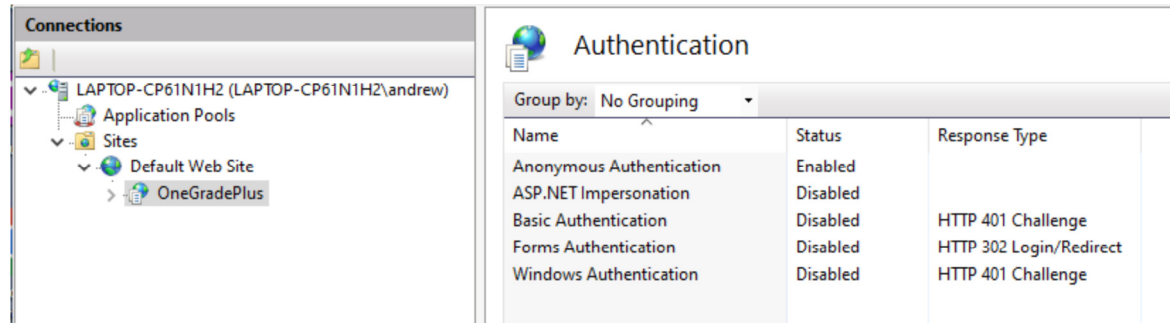 Connections
LAPTOP-CP61N1H2 (LAPTOP-CP61N1H2\andrew)
Application Pools
Sites
Default Web Site
OneGradePlus
Authentication
Group by: No Grouping
Name Status Response Type
Anonymous Authentication Enabled
ASP.NET Impersonation Disabled
Basic Authentication Disabled HTTP 401 Challenge
Forms Authentication Disabled HTTP 302 Login/Redirect
Windows Authentication Disabled HTTP 401 Challenge